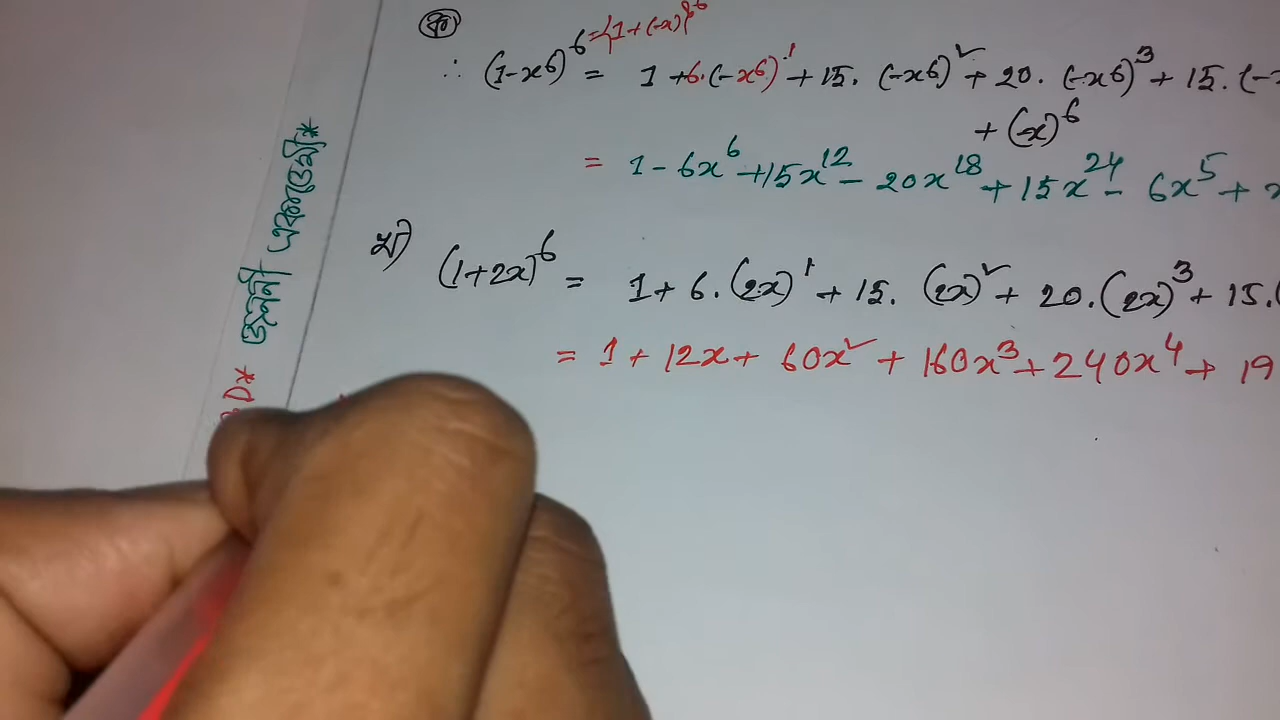 ক
= {1+(-x)}⁶
∴ (1-x6)⁶ = 1 + 6.(-x6)¹ + 15. (-x6)² + 20. (-x6)³ + 15. (-x
+ (-x)⁶
= 1 - 6x⁶ + 15x¹² - 20x¹⁸ + 15x²⁴ - 6x⁵ + x
খ) (1+2x)⁶ = 1 + 6.(2x)¹ + 15. (2x)² + 20.(2x)³ + 15.(
= 1 + 12x + 60x² + 160x³ + 240x⁴ + 19